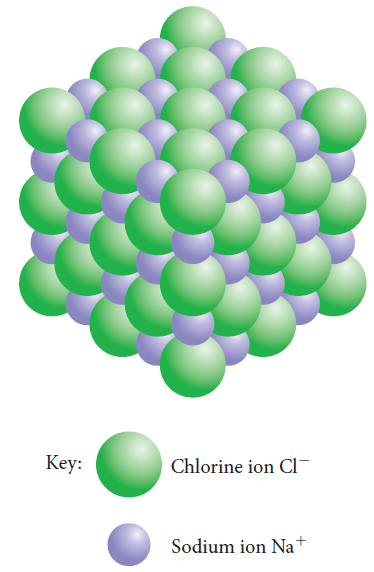 Key:
Chlorine ion Cl⁻
Sodium ion Na⁺